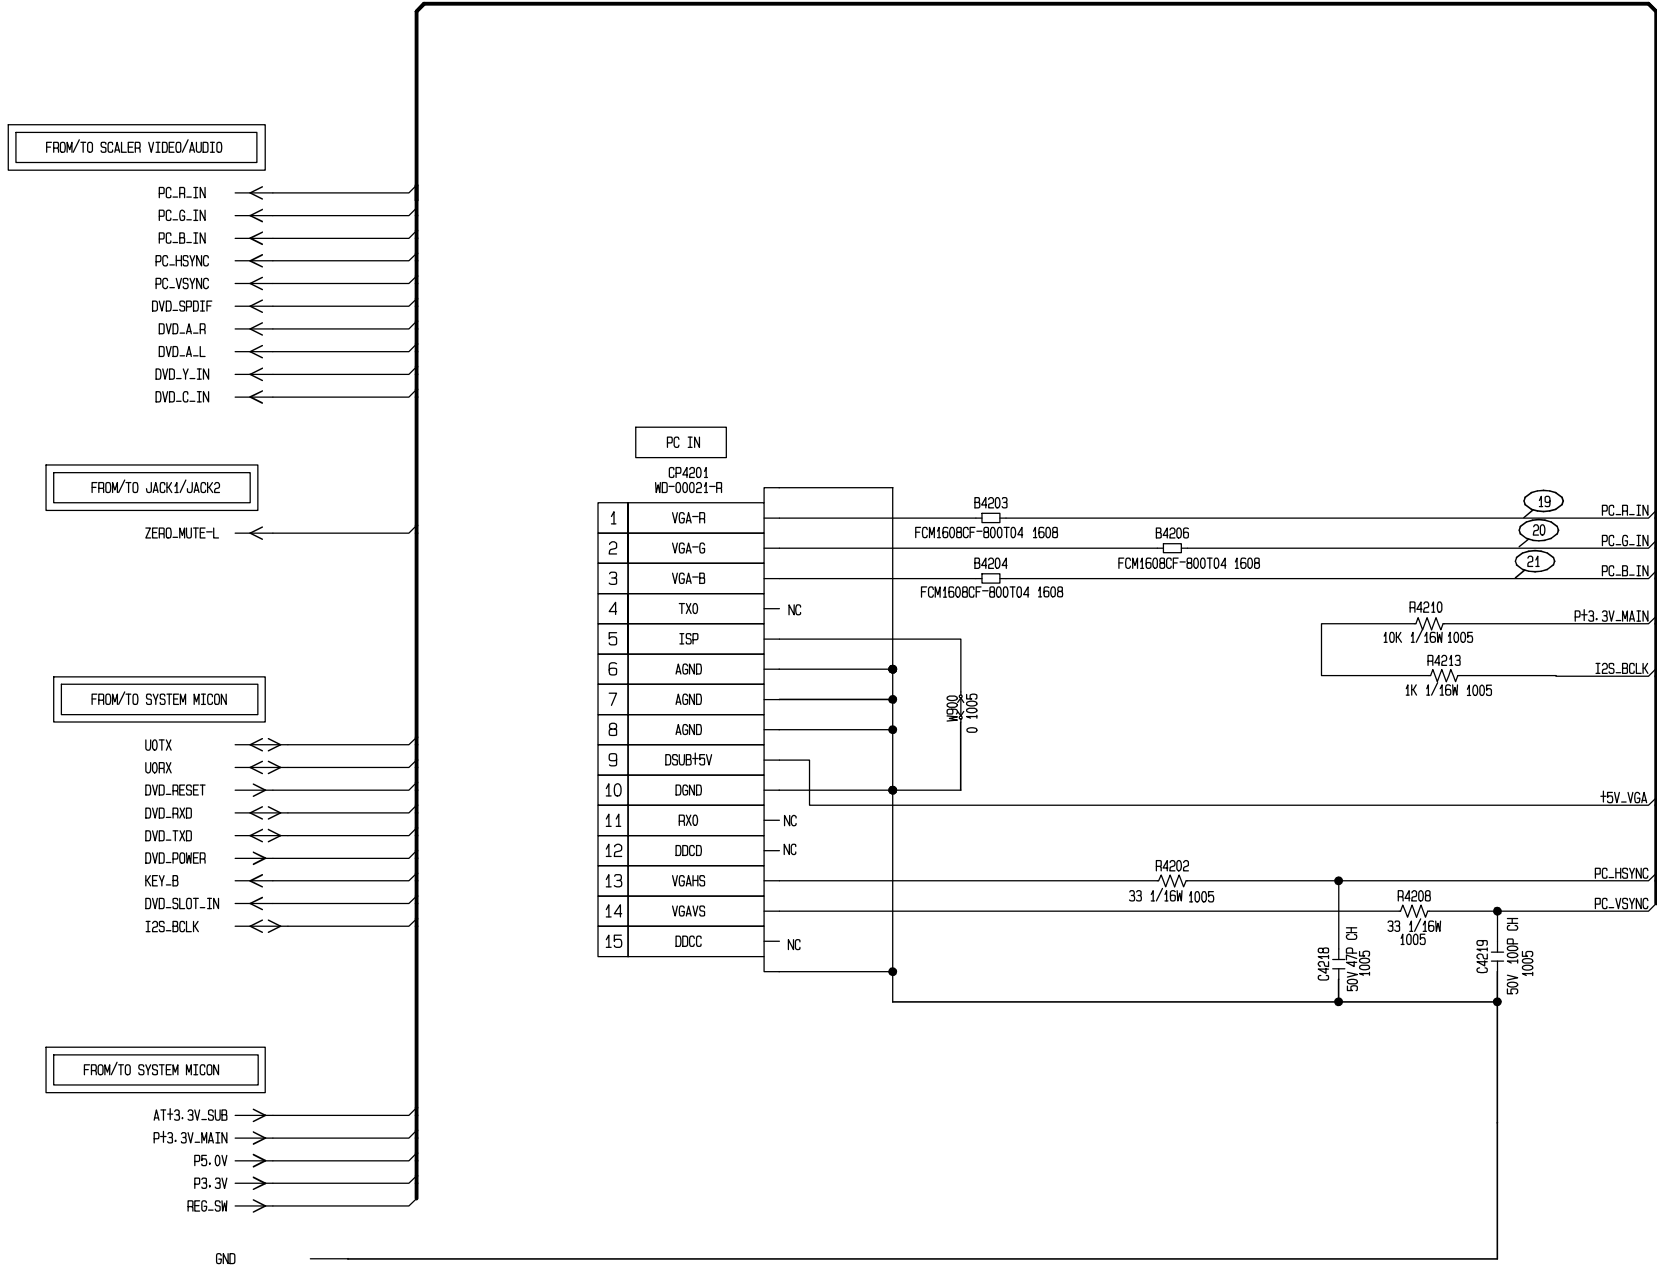 FROM/TO SCALER VIDEO/AUDIO
PC_R_IN
PC_G_IN
PC_B_IN
PC_HSYNC
PC_VSYNC
DVD_SPDIF
DVD_A_R
DVD_A_L
DVD_Y_IN
DVD_C_IN
FROM/TO JACK1/JACK2
ZERO_MUTE-L
FROM/TO SYSTEM MICON
U0TX
U0RX
DVD_RESET
DVD_RXD
DVD_TXD
DVD_POWER
KEY_B
DVD_SLOT_IN
I2S_BCLK
FROM/TO SYSTEM MICON
AT+3.3V_SUB
P+3.3V_MAIN
P5.0V
P3.3V
REG_SW
GND
PC IN
CP4201
WD-00021-R
1 VGA-R
2 VGA-G
3 VGA-B
4 TX0 NC
5 ISP
6 AGND
7 AGND
8 AGND
9 DSUB+5V
10 DGND
11 RX0 NC
12 DDCD NC
13 VGAHS
14 VGAVS
15 DDCC NC
B4203
FCM1608CF-800T04 1608
B4206
FCM1608CF-800T04 1608
B4204
FCM1608CF-800T04 1608
W900
0 1005
19
PC_R_IN
20
PC_G_IN
21
PC_B_IN
R4210
10K 1/16W 1005
P+3.3V_MAIN
R4213
1K 1/16W 1005
I2S_BCLK
+5V_VGA
R4202
33 1/16W 1005
PC_HSYNC
R4208
33 1/16W
1005
PC_VSYNC
C4218
50V 47P CH
1005
C4219
50V 100P CH
1005